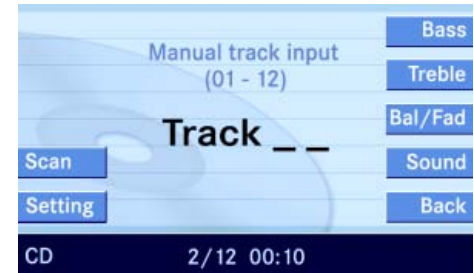 Bass
Manual track input
(01 - 12)
Treble
Bal/Fad
Track _ _
Scan
Sound
Setting
Back
CD 2/12 00:10